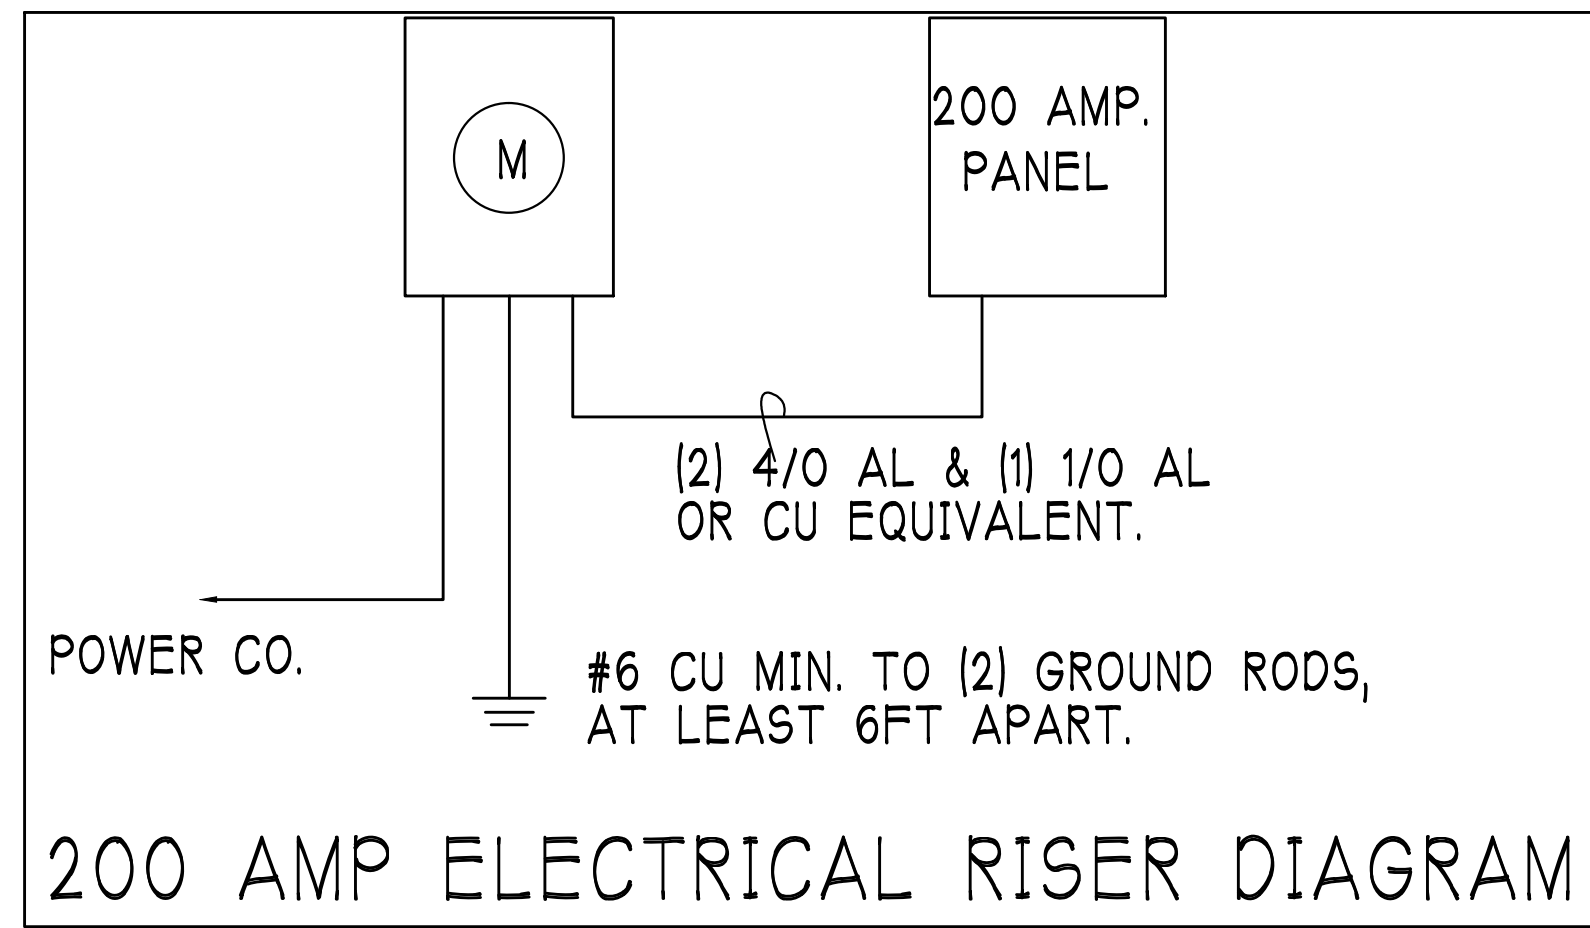 M
200 AMP.
PANEL
(2) 4/0 AL & (1) 1/0 AL
OR CU EQUIVALENT.
POWER CO.
#6 CU MIN. TO (2) GROUND RODS,
AT LEAST 6FT APART.
200 AMP ELECTRICAL RISER DIAGRAM